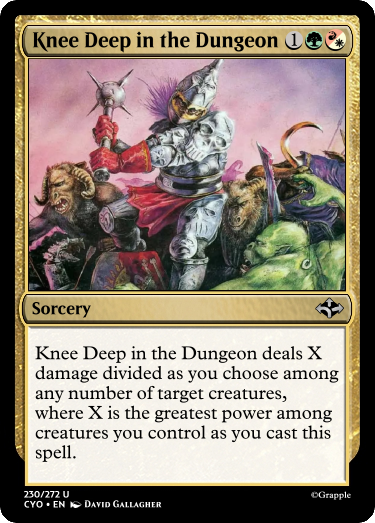 Knee Deep in the Dungeon 1
Sorcery
Knee Deep in the Dungeon deals X
damage divided as you choose among
any number of target creatures,
where X is the greatest power among
creatures you control as you cast this
spell.
230/272 U
CYO • EN DAVID GALLAGHER
©Grapple